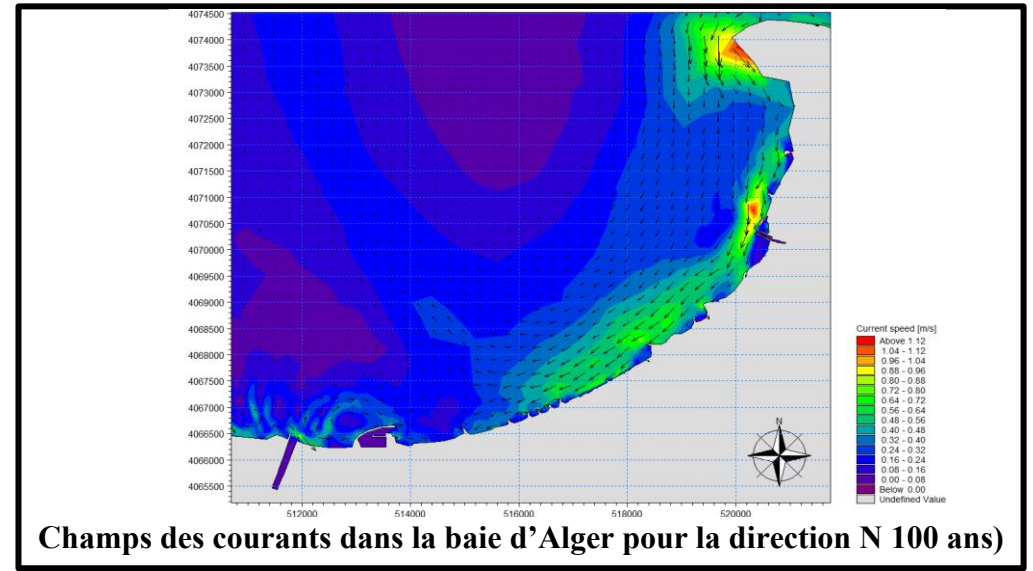 4074500
4074000
4073500
4073000
4072500
4072000
4071500
4071000
4070500
4070000
4069500
4069000
4068500
4068000
4067500
4067000
4066500
4066000
4065500
512000 514000 516000 518000 520000
N
Current speed [m/s]
Above 1.12
1.04 - 1.12
0.96 - 1.04
0.88 - 0.96
0.80 - 0.88
0.72 - 0.80
0.64 - 0.72
0.56 - 0.64
0.48 - 0.56
0.40 - 0.48
0.32 - 0.40
0.24 - 0.32
0.16 - 0.24
0.08 - 0.16
0.00 - 0.08
Below 0.00
Undefined Value
Champs des courants dans la baie d’Alger pour la direction N 100 ans)